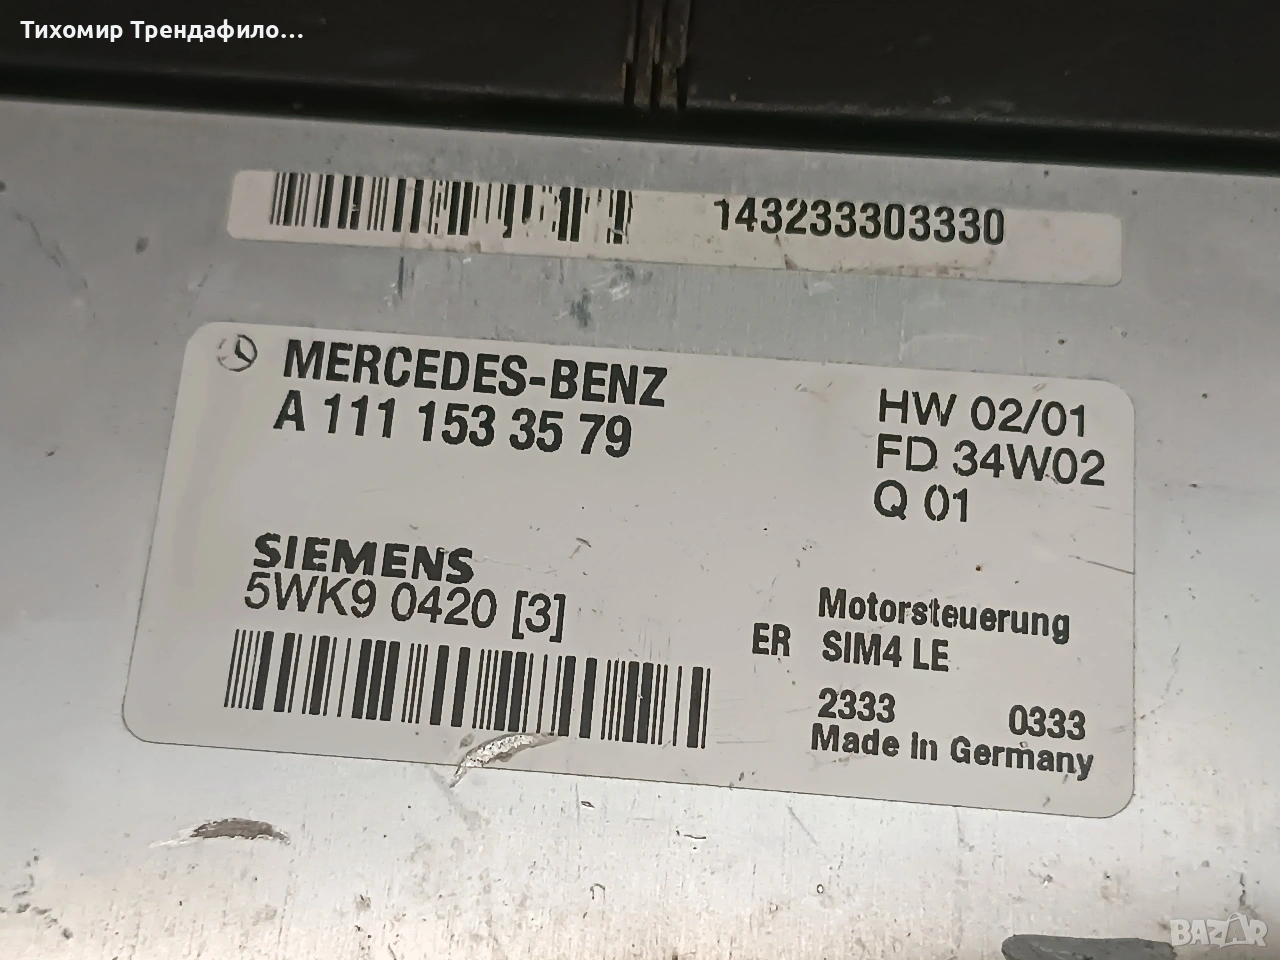 Тихомир Трендафило...
143233303330
MERCEDES-BENZ
A 111 153 35 79
HW 02/01
FD 34W02
Q 01
SIEMENS
5WK9 0420 [3]
Motorsteuerung
ER SIM4 LE
2333 0333
Made in Germany
BAZAR